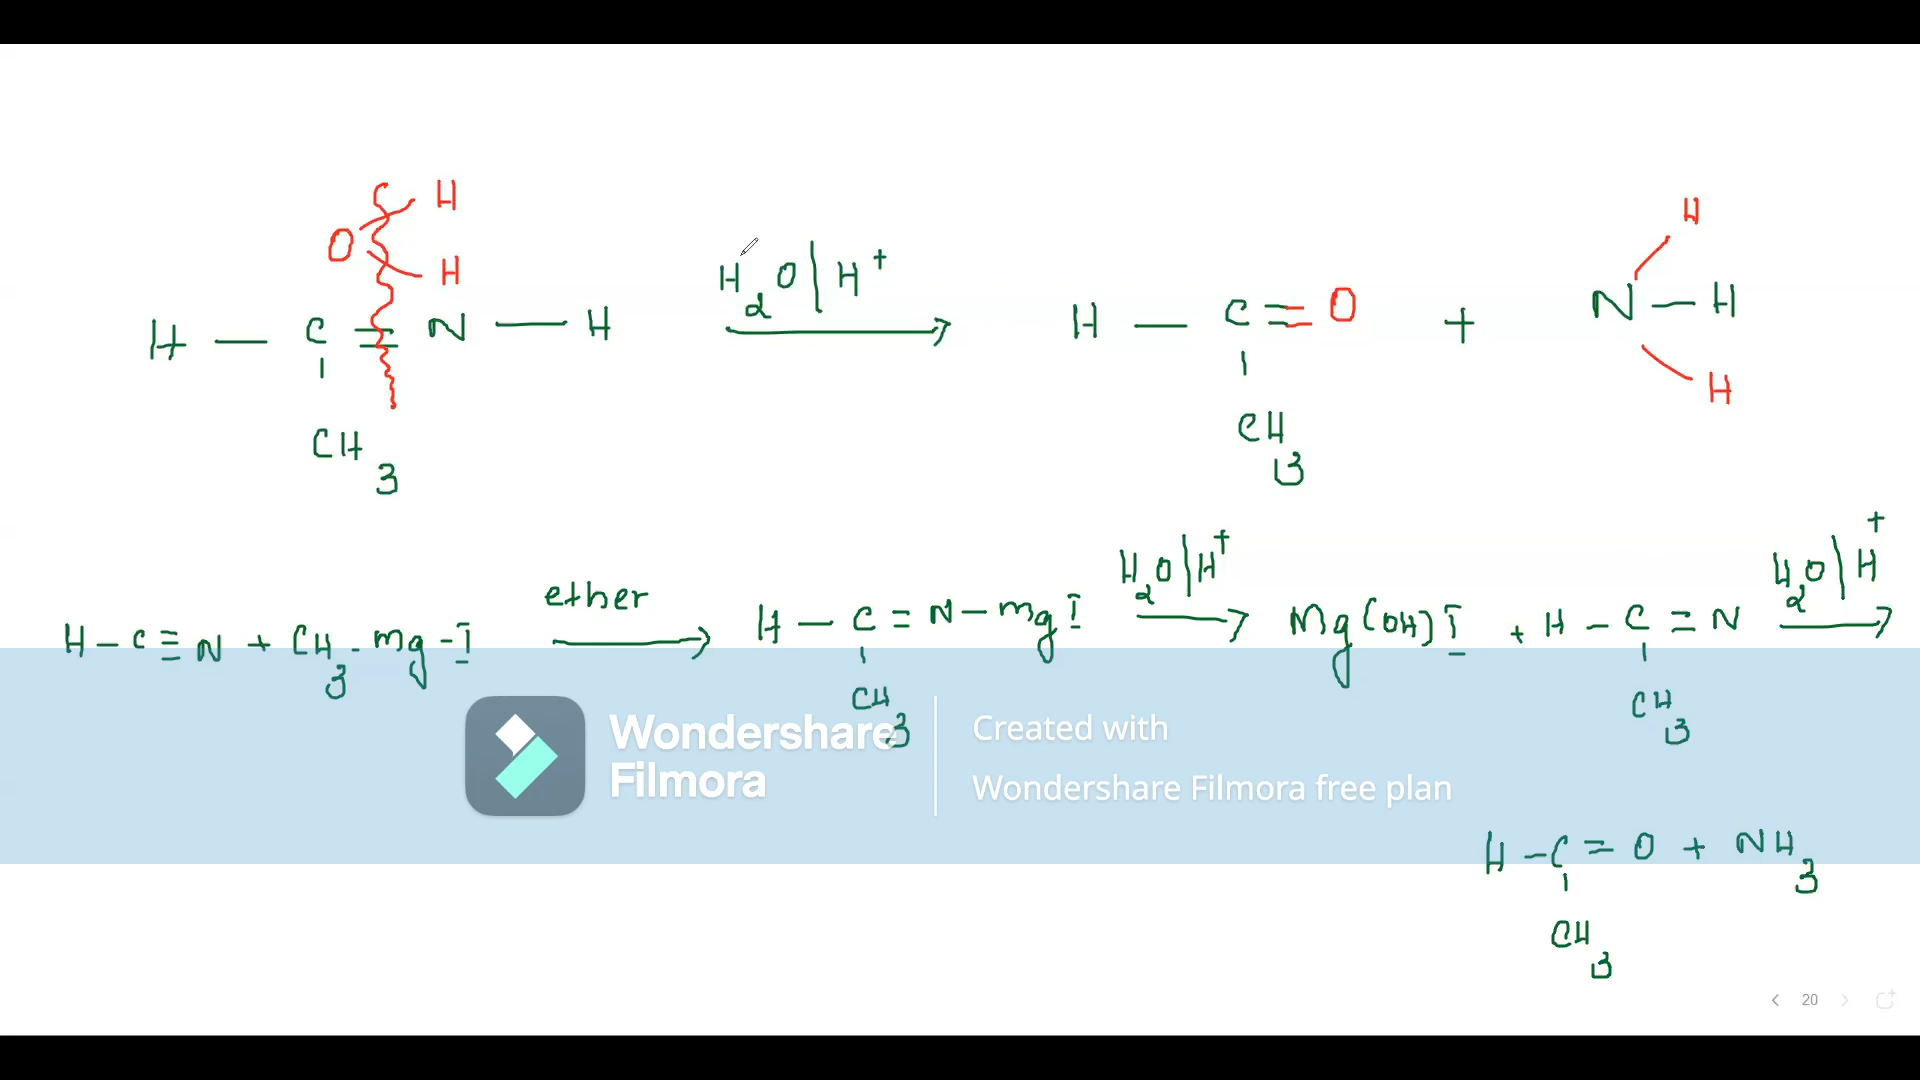 H — C = N — H H2O | H+ H — C = O + N — H
O H H H H
CH3 CH3
H - C ≡ N + CH3 - mg - I ether H — C = N — mg I H2O | H+ Mg(OH) I + H - C = N H2O | H+
CH3 CH3
Wondershare Filmora Created with Wondershare Filmora free plan
H - C = O + NH3
CH3
20